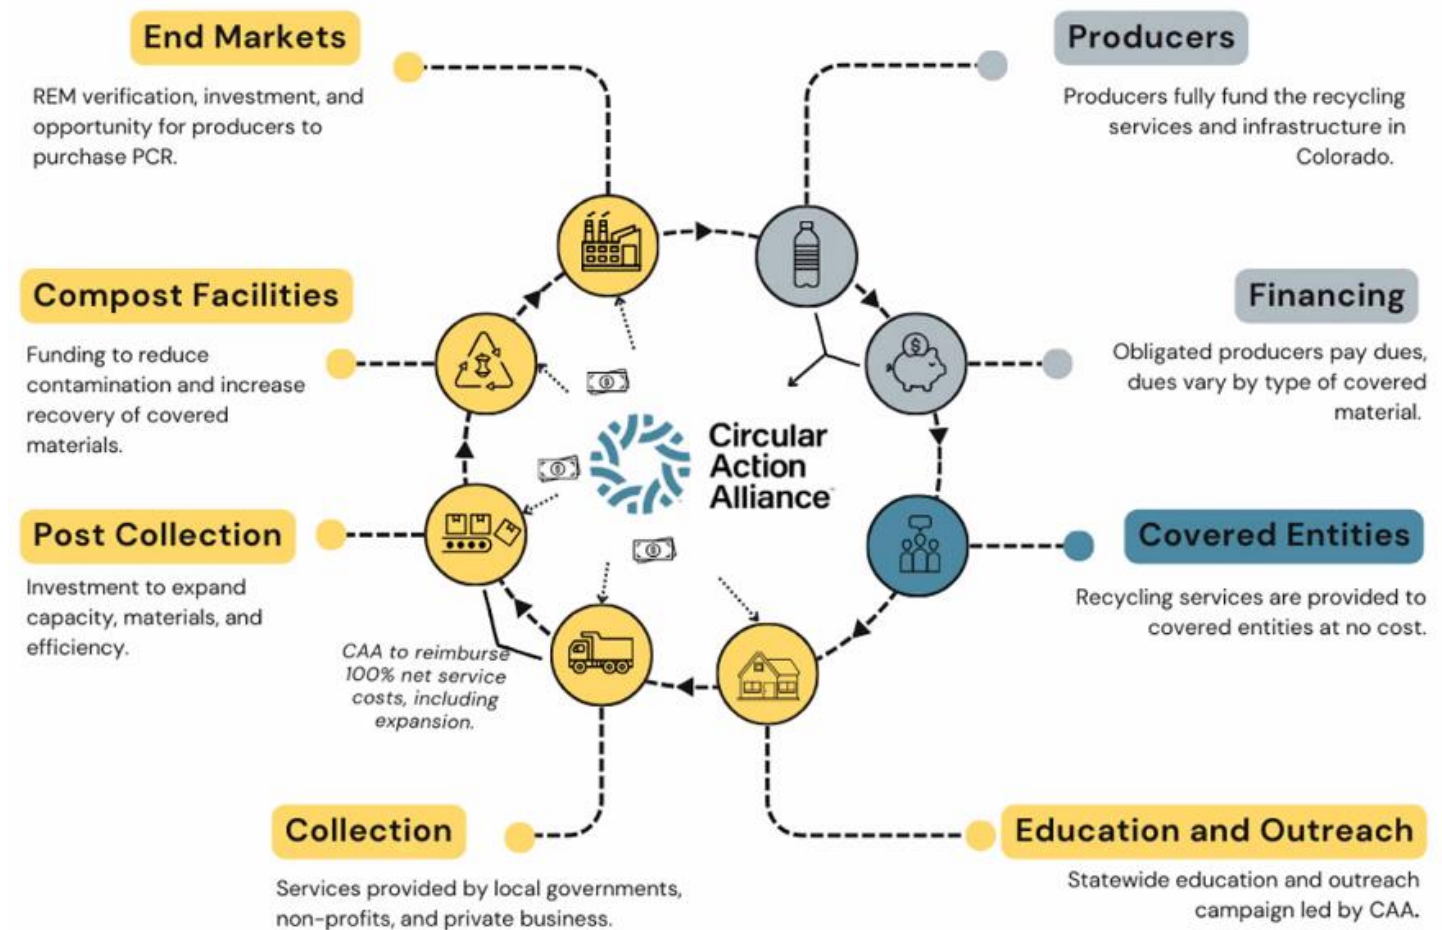 End Markets
REM verification, investment, and
opportunity for producers to
purchase PCR.
Producers
Producers fully fund the recycling
services and infrastructure in
Colorado.
Compost Facilities
Funding to reduce
contamination and increase
recovery of covered
materials.
Financing
Obligated producers pay dues,
dues vary by type of covered
material.
Circular
Action
Alliance
Post Collection
Investment to expand
capacity, materials, and
efficiency.
Covered Entities
Recycling services are provided to
covered entities at no cost.
CAA to reimburse
100% net service
costs, including
expansion.
Collection
Services provided by local governments,
non-profits, and private business.
Education and Outreach
Statewide education and outreach
campaign led by CAA.